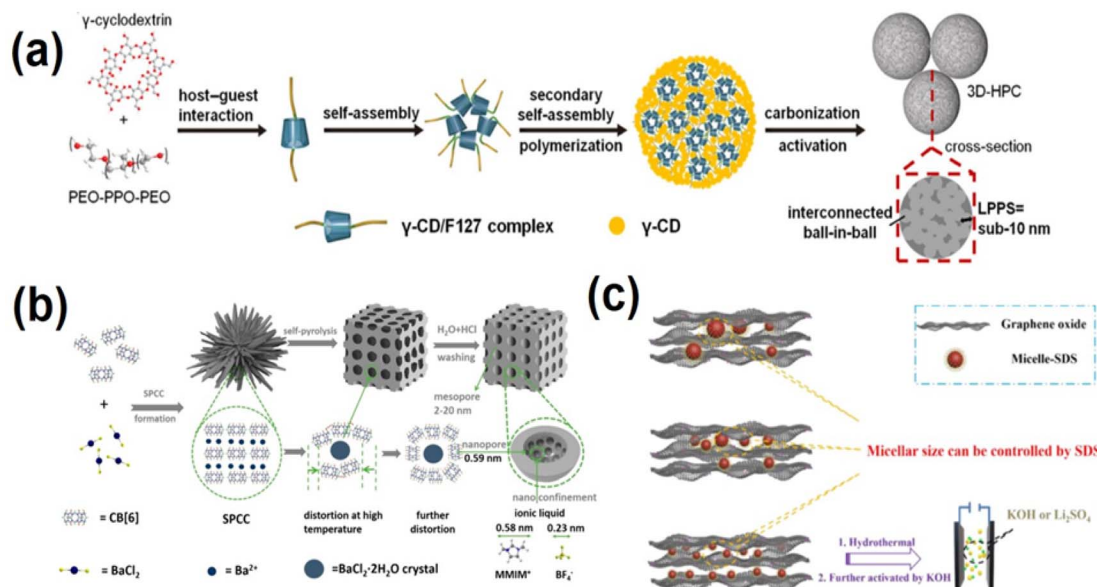 (a)
γ-cyclodextrin
+
PEO-PPO-PEO
host–guest
interaction
self-assembly
secondary
self-assembly
polymerization
carbonization
activation
3D-HPC
cross-section
interconnected
ball-in-ball
LPPS=
sub-10 nm
γ-CD/F127 complex
γ-CD
(b)
+
SPCC
formation
self-pyrolysis
H₂O+HCl
washing
mesopore
2-20 nm
nanopore
0.59 nm
nano confinement
SPCC
distortion at high
temperature
further
distortion
ionic liquid
0.58 nm 0.23 nm
MMIM⁺ BF₄⁻
= CB[6]
= BaCl₂
= Ba²⁺
=BaCl₂·2H₂O crystal
(c)
Graphene oxide
Micelle-SDS
Micellar size can be controlled by SDS
1. Hydrothermal
2. Further activated by KOH
KOH or Li₂SO₄